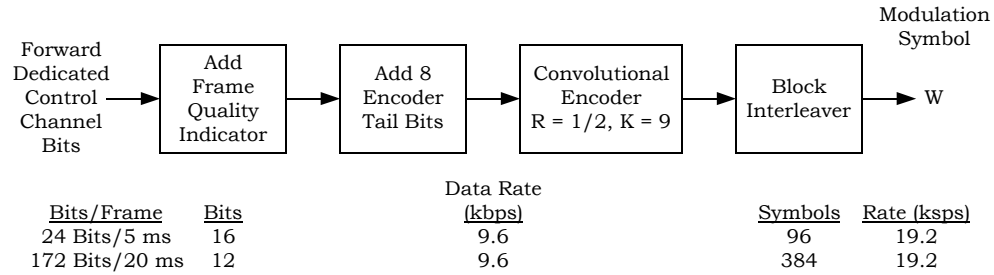 Modulation
Symbol
Forward
Dedicated
Control
Channel
Bits
Add
Frame
Quality
Indicator
Add 8
Encoder
Tail Bits
Convolutional
Encoder
R = 1/2, K = 9
Block
Interleaver
W
Data Rate
Bits/Frame Bits (kbps) Symbols Rate (ksps)
24 Bits/5 ms 16 9.6 96 19.2
172 Bits/20 ms 12 9.6 384 19.2